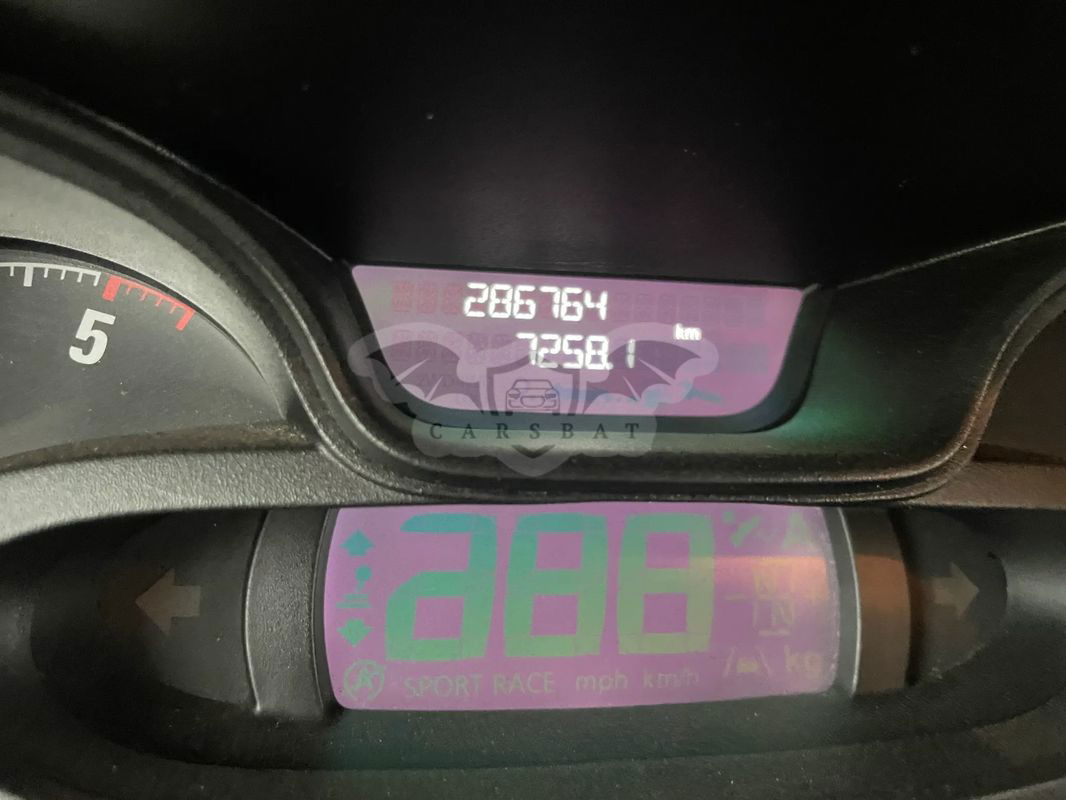 286764
km
7258.1
5
CARSBAT
288
SPORT RACE mph km/h
kg